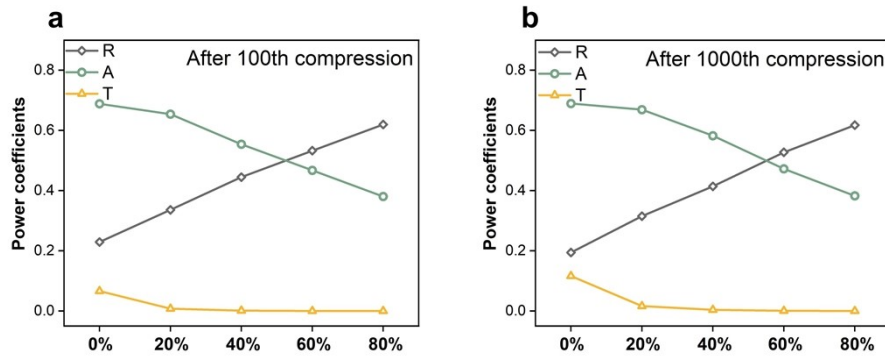 a
R
A
T
After 100th compression
Power coefficients
0.8
0.6
0.4
0.2
0.0
0% 20% 40% 60% 80%
b
R
A
T
After 1000th compression
Power coefficients
0.8
0.6
0.4
0.2
0.0
0% 20% 40% 60% 80%